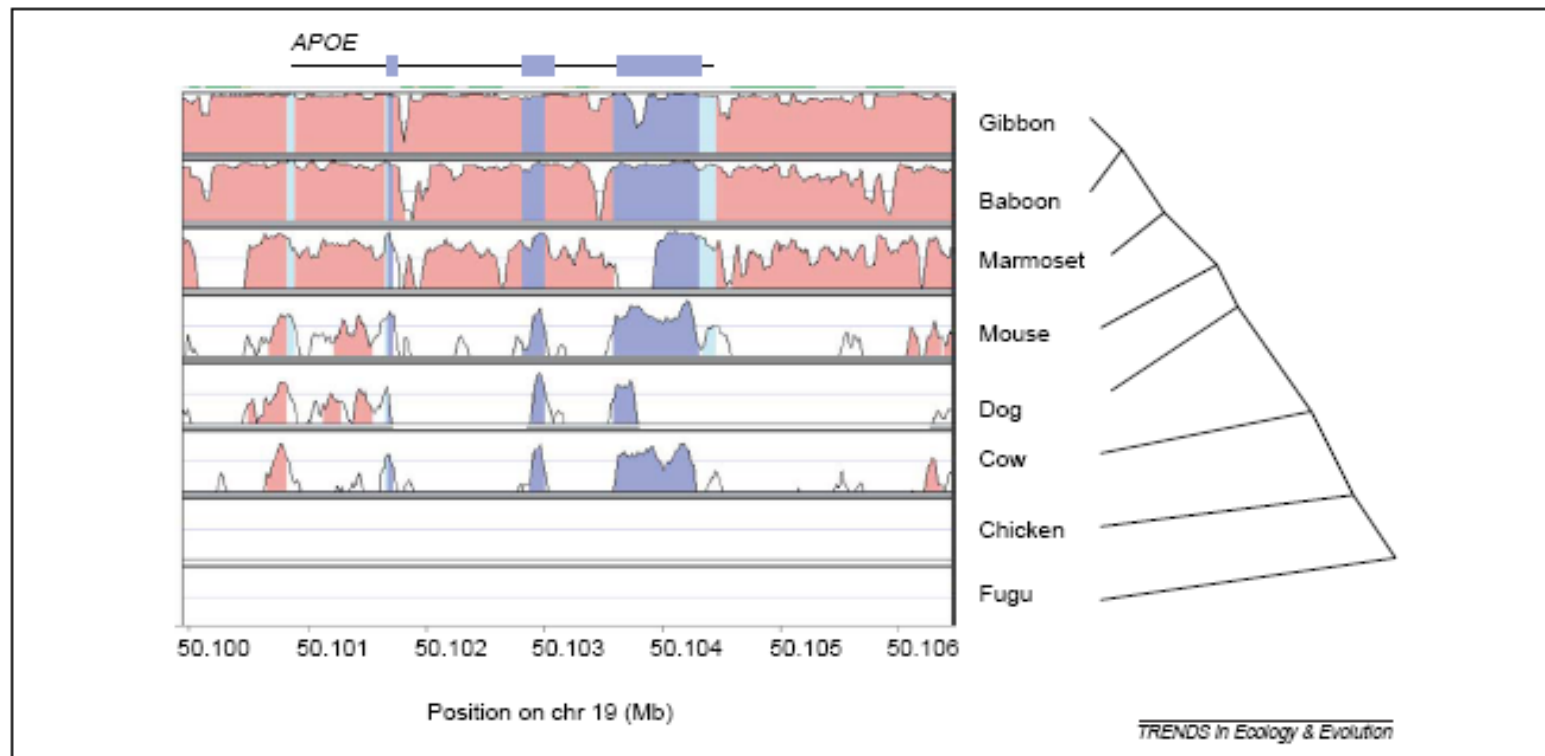 APOE
Gibbon
Baboon
Marmoset
Mouse
Dog
Cow
Chicken
Fugu
50.100 50.101 50.102 50.103 50.104 50.105 50.106
Position on chr 19 (Mb)
TRENDS in Ecology & Evolution